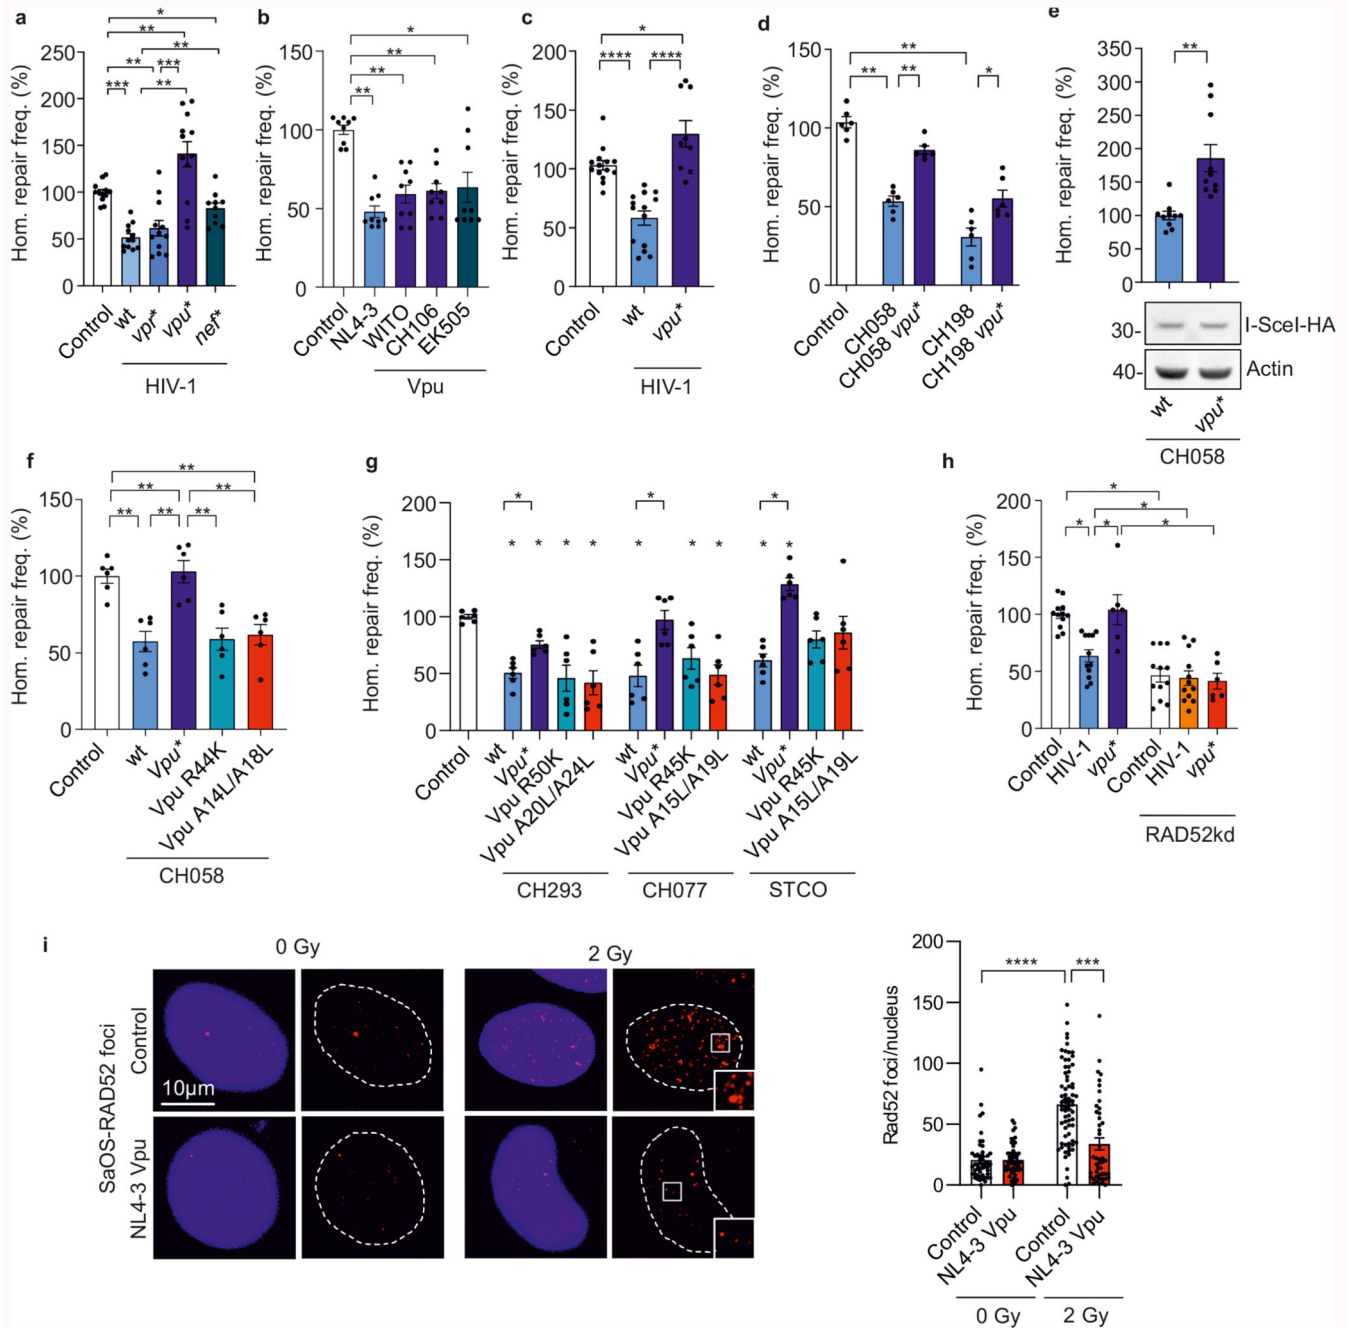 a
Hom. repair freq. (%)
250
200
150
100
50
0
*
**
**
** ***
*** **
Control
wt
vpr*
vpu*
nef*
HIV-1
b
Hom. repair freq. (%)
150
100
50
0
*
**
**
**
Control
NL4-3
WITO
CH106
EK505
Vpu
c
Hom. repair freq. (%)
200
150
100
50
0
*
**** ****
Control
wt
vpu*
HIV-1
d
Hom. repair freq. (%)
150
100
50
0
**
** ** *
Control
CH058
CH058 vpu*
CH198
CH198 vpu*
e
Hom. repair freq. (%)
350
300
250
200
150
100
50
0
**
30-
I-SceI-HA
40-
Actin
wt
vpu*
CH058
f
Hom. repair freq. (%)
150
100
50
0
**
** **
** ** **
Control
wt
Vpu*
Vpu R44K
Vpu A14L/A18L
CH058
g
Hom. repair freq. (%)
200
150
100
50
0
* * *
* * * * * * * *
Control
wt
Vpu*
Vpu R50K
Vpu A20L/A24L
CH293
wt
Vpu*
Vpu R45K
Vpu A15L/A19L
CH077
wt
Vpu*
Vpu R45K
Vpu A15L/A19L
STCO
h
Hom. repair freq. (%)
200
150
100
50
0
*
*
* * *
Control
HIV-1
vpu*
Control
HIV-1
vpu*
RAD52kd
i
0 Gy
2 Gy
SaOS-RAD52 foci
Control
NL4-3 Vpu
10µm
Rad52 foci/nucleus
200
150
100
50
0
**** ***
Control
NL4-3 Vpu
Control
NL4-3 Vpu
0 Gy
2 Gy